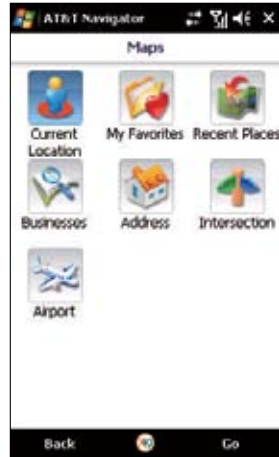 AT&T Navigator
Maps
Current Location
My Favorites
Recent Places
Businesses
Address
Intersection
Airport
Back
Go